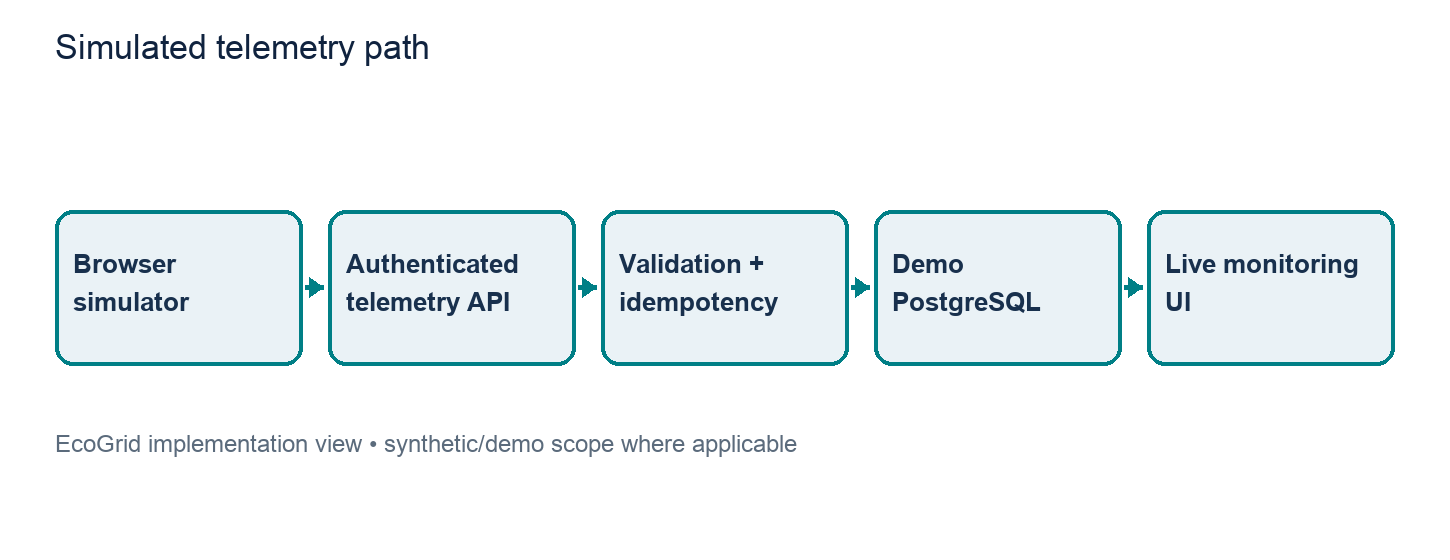 Simulated telemetry path
Browser
simulator
Authenticated
telemetry API
Validation +
idempotency
Demo
PostgreSQL
Live monitoring
UI
EcoGrid implementation view • synthetic/demo scope where applicable